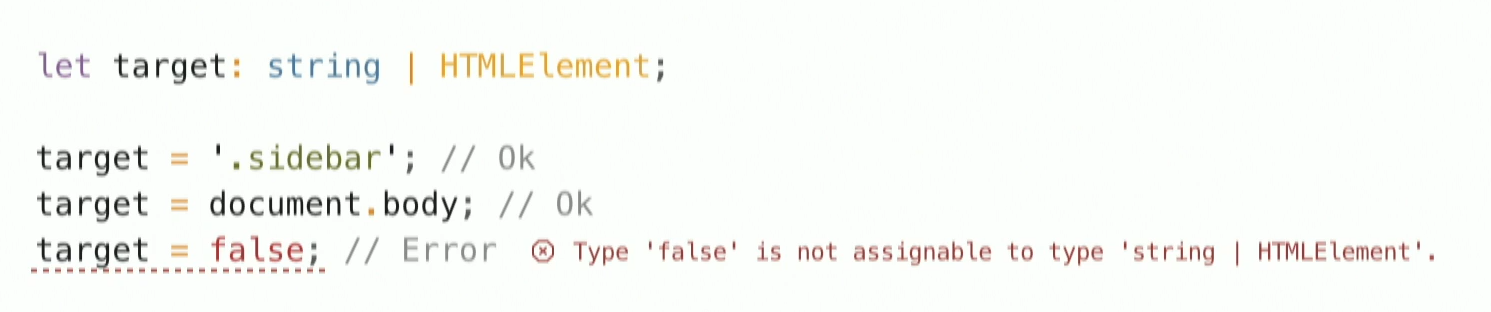 let target: string | HTMLElement;
target = '.sidebar'; // Ok
target = document.body; // Ok
target = false; // Error ⊗ Type 'false' is not assignable to type 'string | HTMLElement'.